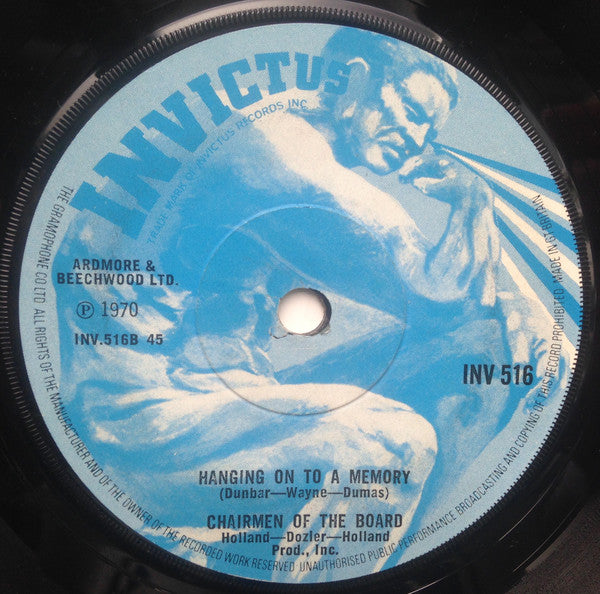 INVICTUS
TRADE MARK OF INVICTUS RECORDS INC.
ARDMORE &
BEECHWOOD LTD.
Ⓟ 1970
INV.516B 45
INV 516
HANGING ON TO A MEMORY
(Dunbar—Wayne—Dumas)
CHAIRMEN OF THE BOARD
Holland—Dozler—Holland
Prod., Inc.
THE GRAMOPHONE CO. LTD. ALL RIGHTS OF THE MANUFACTURER AND OF THE OWNER OF THE RECORDED WORK RESERVED. UNAUTHORISED PUBLIC PERFORMANCE BROADCASTING AND COPYING OF THIS RECORD PROHIBITED. MADE IN GT. BRITAIN